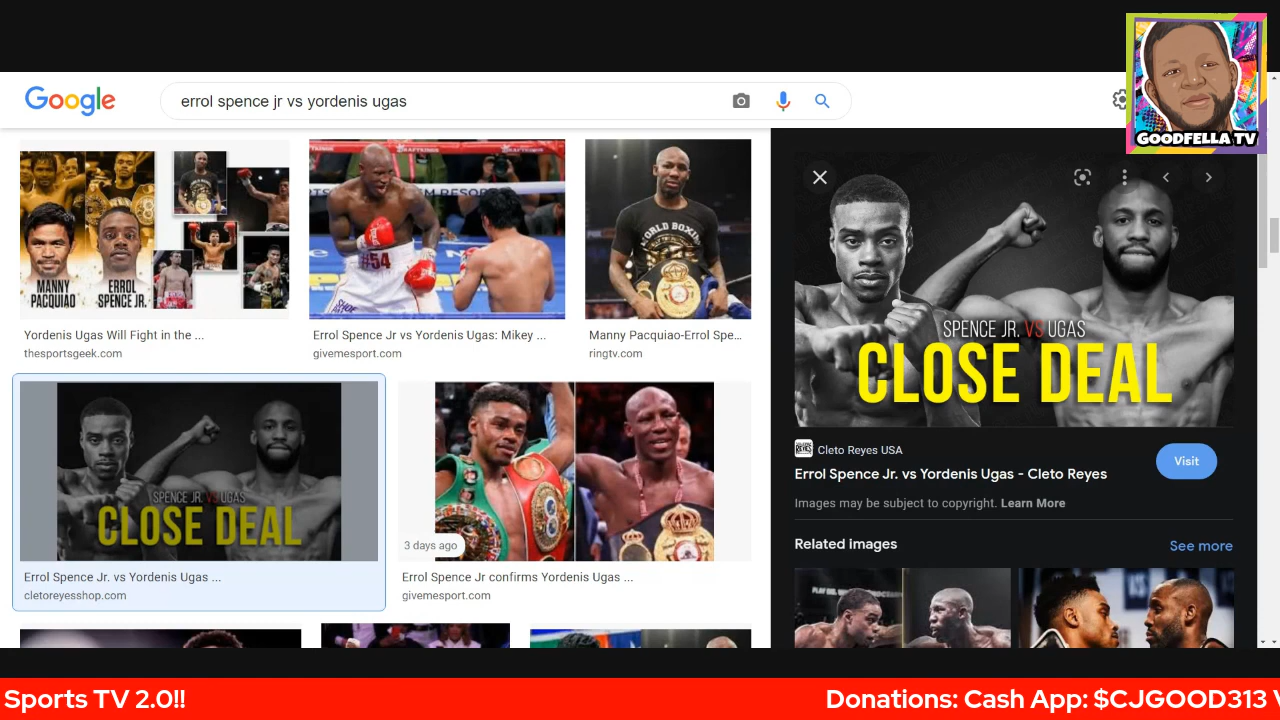 GOODFELLA TV
Google
errol spence jr vs yordenis ugas
MANNY PACQUIAO
ERROL SPENCE JR.
#54
WORLD BOXING
Yordenis Ugas Will Fight in the ...
thesportsgeek.com
Errol Spence Jr vs Yordenis Ugas: Mikey ...
givemesport.com
Manny Pacquiao-Errol Spe...
ringtv.com
SPENCE JR. VS UGAS
CLOSE DEAL
3 days ago
Errol Spence Jr. vs Yordenis Ugas ...
cletoreyesshop.com
Errol Spence Jr confirms Yordenis Ugas ...
givemesport.com
SPENCE JR. VS UGAS
CLOSE DEAL
Cleto Reyes USA
Errol Spence Jr. vs Yordenis Ugas - Cleto Reyes
Visit
Images may be subject to copyright. Learn More
Related images
See more
Sports TV 2.0!!
Donations: Cash App: $CJGOOD313 V